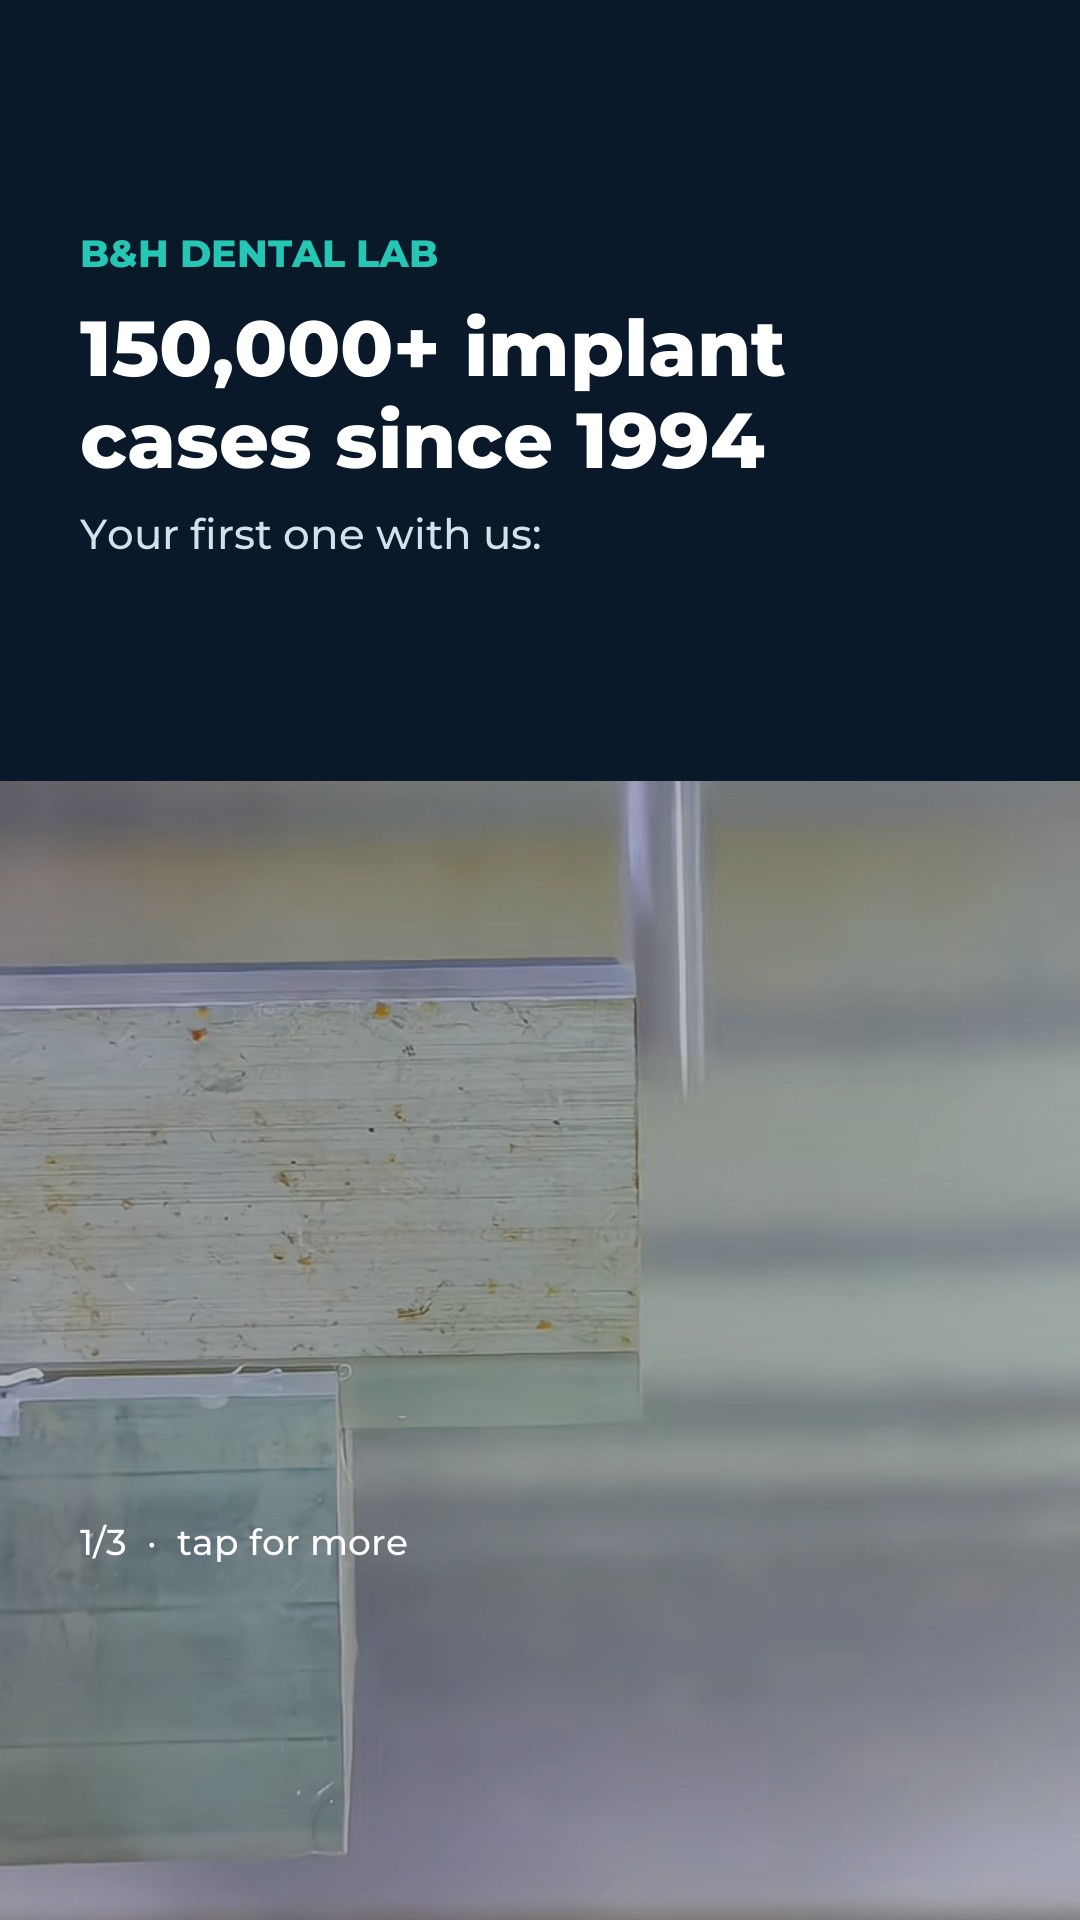 B&H DENTAL LAB
150,000+ implant
cases since 1994
Your first one with us:
1/3 · tap for more